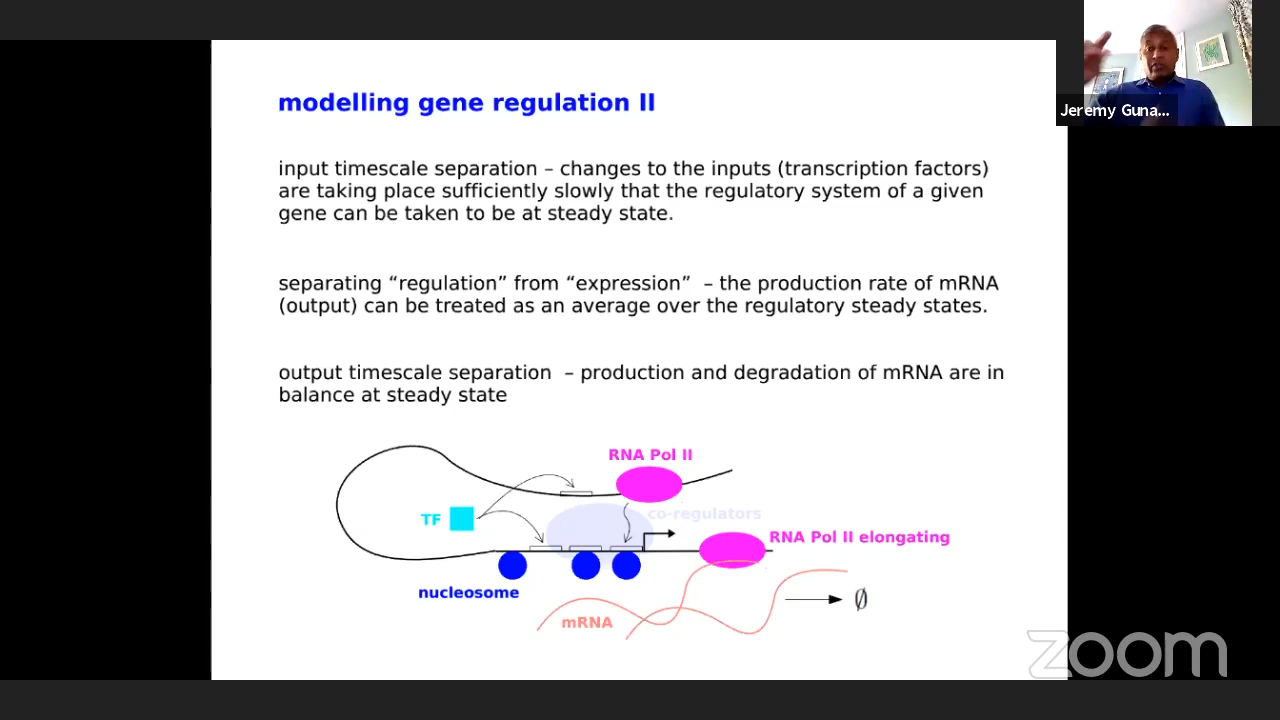 modelling gene regulation II
Jeremy Guna...
input timescale separation – changes to the inputs (transcription factors)
are taking place sufficiently slowly that the regulatory system of a given
gene can be taken to be at steady state.
separating “regulation” from “expression” – the production rate of mRNA
(output) can be treated as an average over the regulatory steady states.
output timescale separation – production and degradation of mRNA are in
balance at steady state
RNA Pol II
TF
co-regulators
RNA Pol II elongating
nucleosome
mRNA
∅
zoom